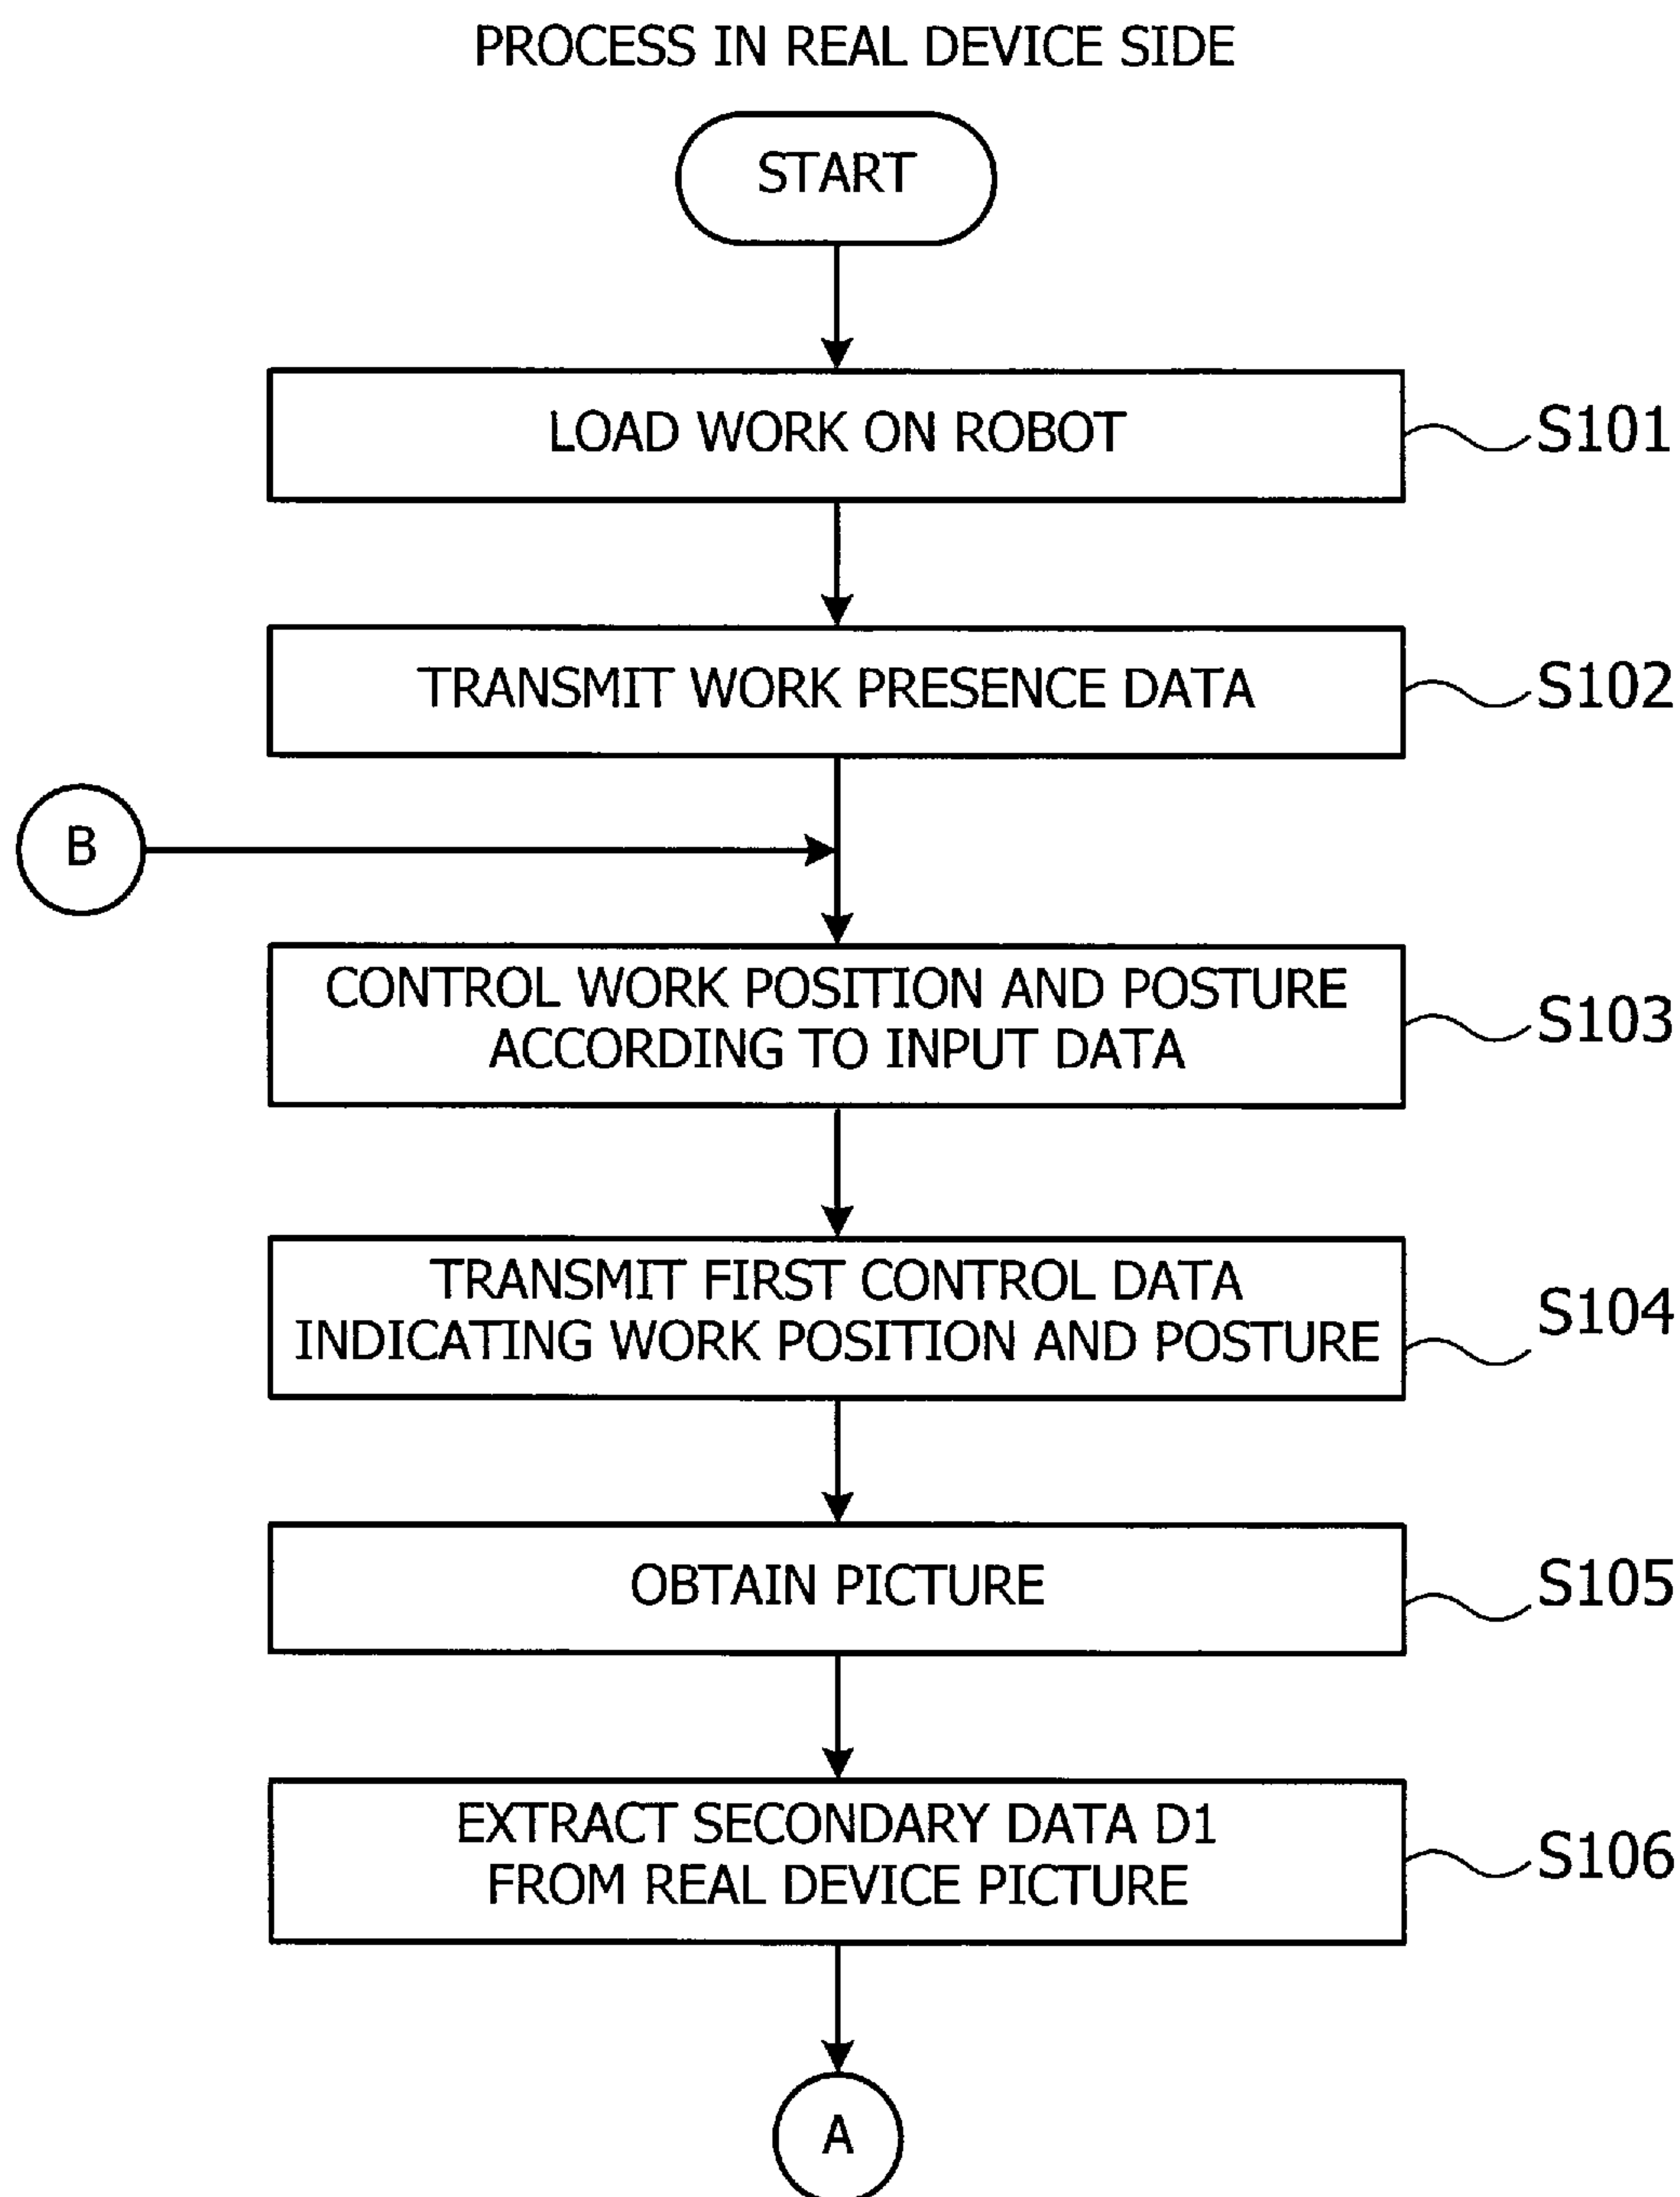 PROCESS IN REAL DEVICE SIDE
START
LOAD WORK ON ROBOT
S101
TRANSMIT WORK PRESENCE DATA
S102
B
CONTROL WORK POSITION AND POSTURE
ACCORDING TO INPUT DATA
S103
TRANSMIT FIRST CONTROL DATA
INDICATING WORK POSITION AND POSTURE
S104
OBTAIN PICTURE
S105
EXTRACT SECONDARY DATA D1
FROM REAL DEVICE PICTURE
S106
A